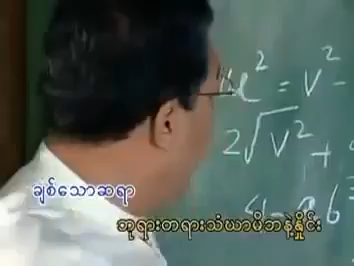 u² = v² -
2√v² +
ချစ်သောဆရာ
ဘုရားတရားသံဃာမိဘနဲ့နှိုင်း